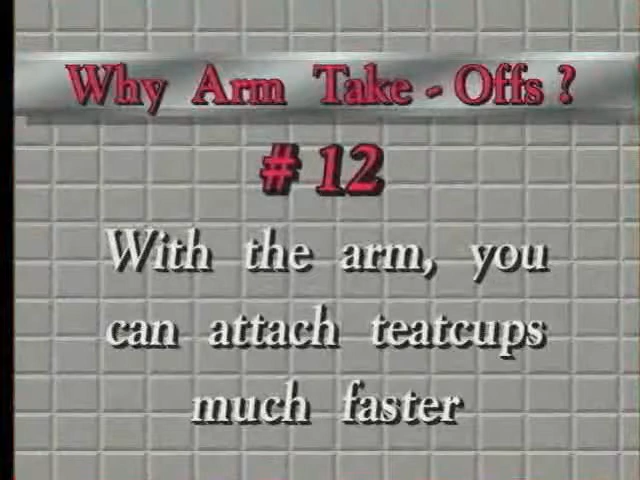 Why Arm Take-Offs?
# 12
With the arm, you
can attach teatcups
much faster